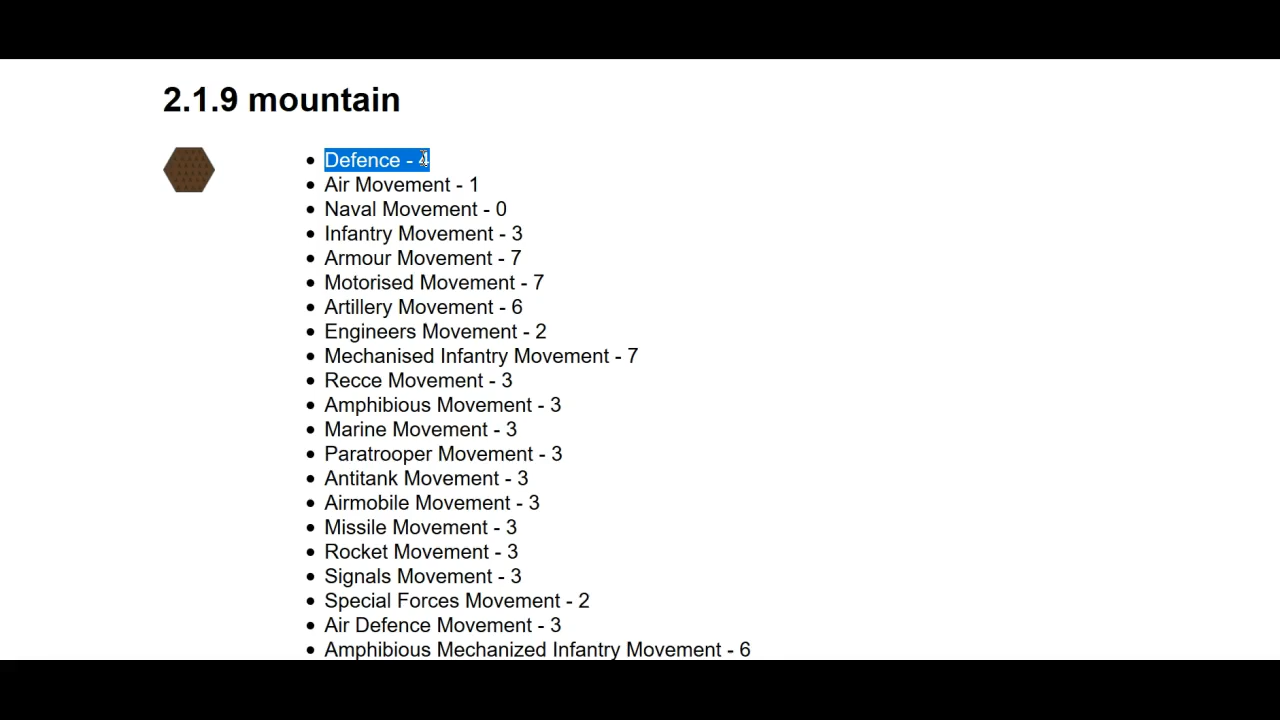 2.1.9 mountain
Defence - 4
Air Movement - 1
Naval Movement - 0
Infantry Movement - 3
Armour Movement - 7
Motorised Movement - 7
Artillery Movement - 6
Engineers Movement - 2
Mechanised Infantry Movement - 7
Recce Movement - 3
Amphibious Movement - 3
Marine Movement - 3
Paratrooper Movement - 3
Antitank Movement - 3
Airmobile Movement - 3
Missile Movement - 3
Rocket Movement - 3
Signals Movement - 3
Special Forces Movement - 2
Air Defence Movement - 3
Amphibious Mechanized Infantry Movement - 6